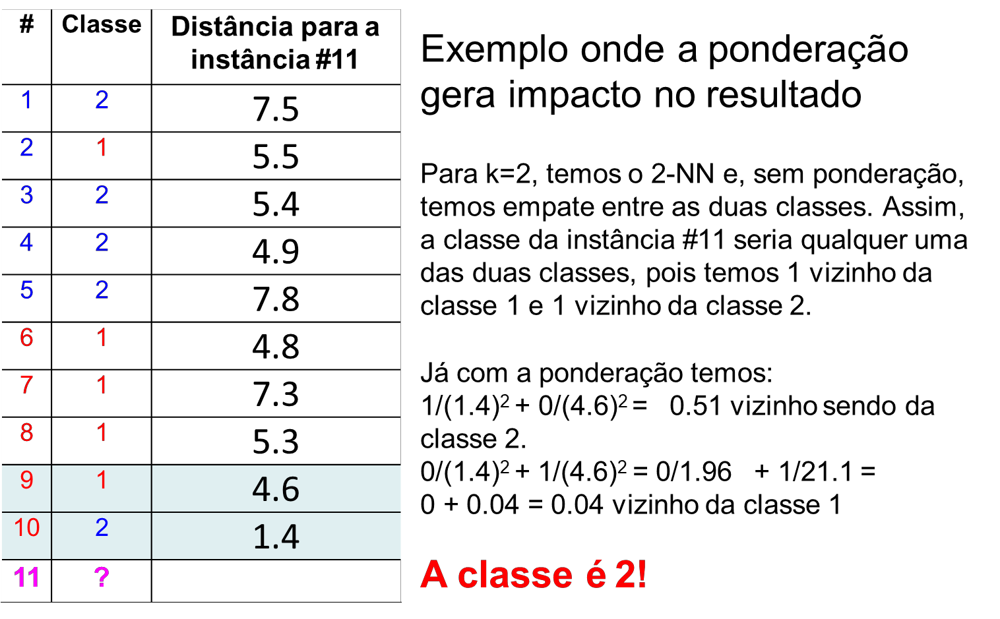 # Classe Distância para a
instância #11
1 2 7.5
2 1 5.5
3 2 5.4
4 2 4.9
5 2 7.8
6 1 4.8
7 1 7.3
8 1 5.3
9 1 4.6
10 2 1.4
11 ?
Exemplo onde a ponderação
gera impacto no resultado
Para k=2, temos o 2-NN e, sem ponderação,
temos empate entre as duas classes. Assim,
a classe da instância #11 seria qualquer uma
das duas classes, pois temos 1 vizinho da
classe 1 e 1 vizinho da classe 2.
Já com a ponderação temos:
1/(1.4)² + 0/(4.6)² = 0.51 vizinho sendo da
classe 2.
0/(1.4)² + 1/(4.6)² = 0/1.96 + 1/21.1 =
0 + 0.04 = 0.04 vizinho da classe 1
A classe é 2!